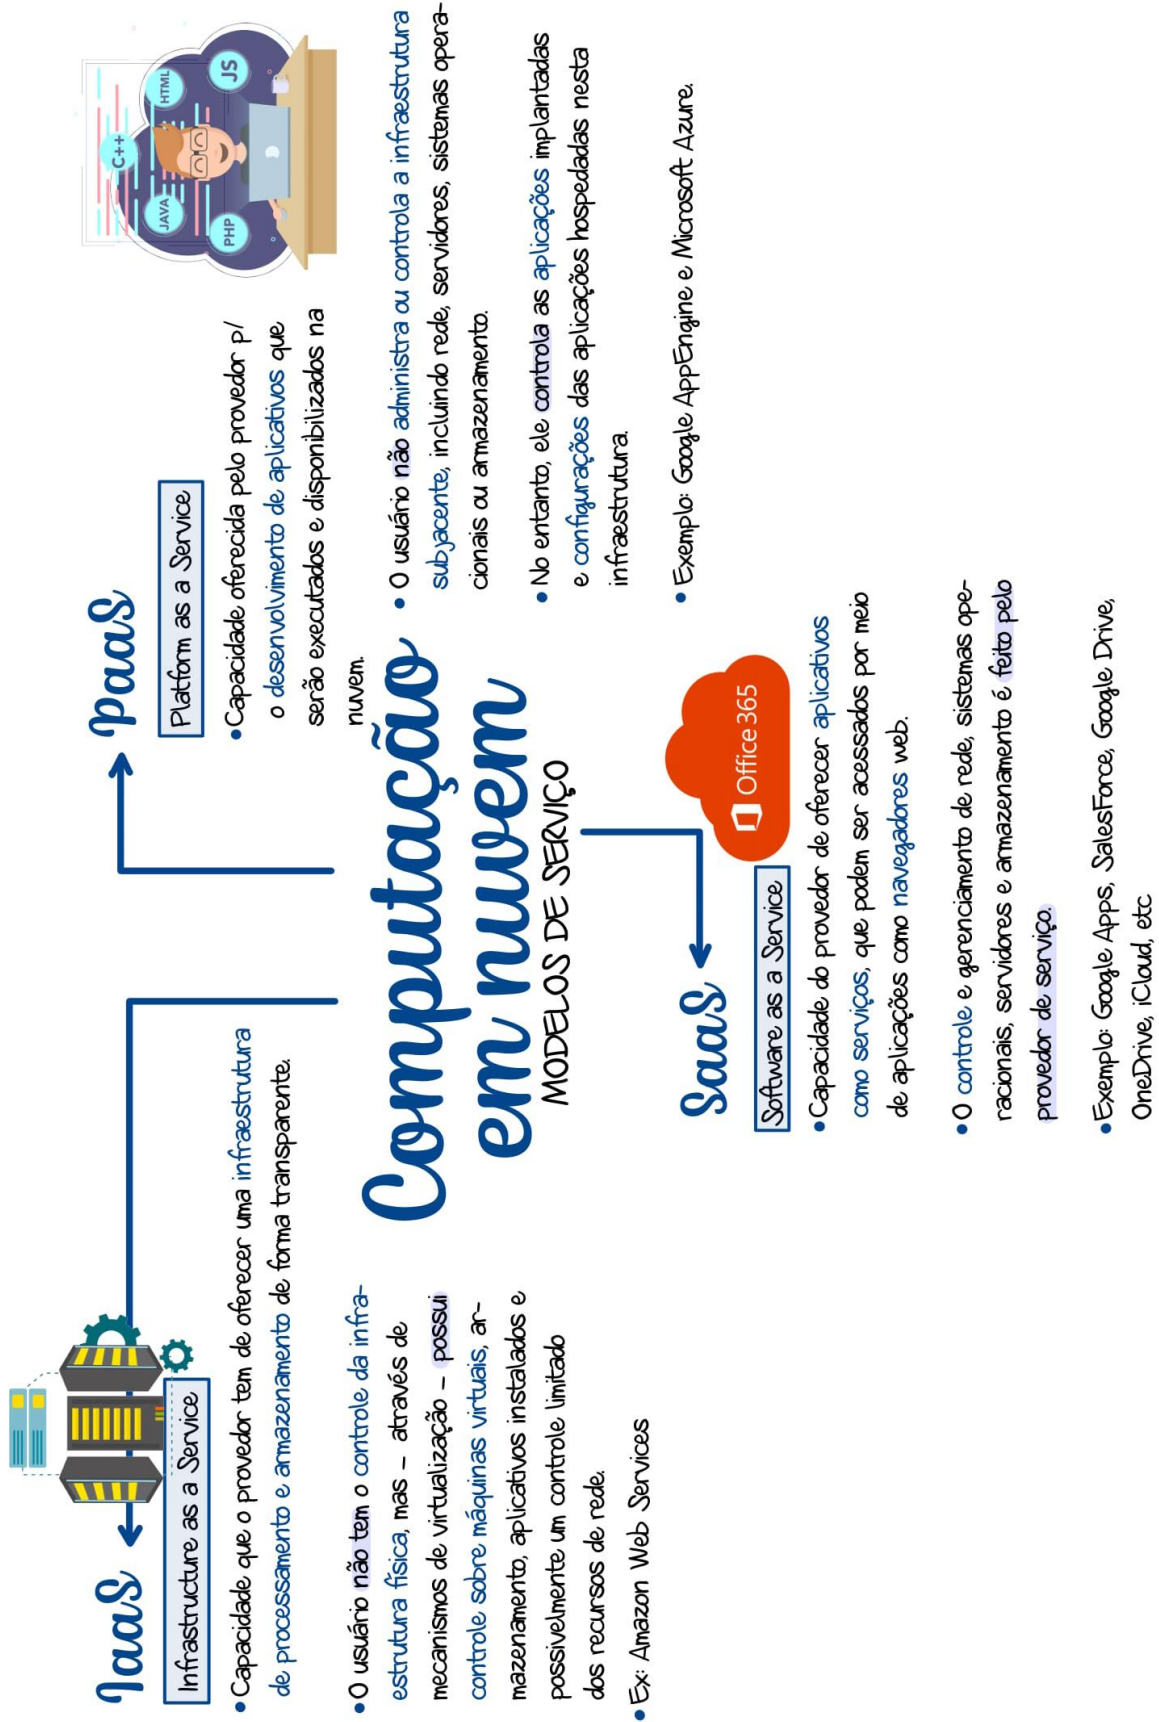 IaaS
Infrastructure as a Service
• Capacidade que o provedor tem de oferecer uma infraestrutura
de processamento e armazenamento de forma transparente.
• O usuário não tem o controle da infra-
estrutura física, mas - através de
mecanismos de virtualização - possui
controle sobre máquinas virtuais, ar-
mazenamento, aplicativos instalados e
possivelmente um controle limitado
dos recursos de rede.
• Ex: Amazon Web Services
Computação
em nuvem
MODELOS DE SERVIÇO
PaaS
Platform as a Service
• Capacidade oferecida pelo provedor p/
o desenvolvimento de aplicativos que
serão executados e disponibilizados na
nuvem.
PHP
JAVA
C++
HTML
JS
• O usuário não administra ou controla a infraestrutura
subjacente, incluindo rede, servidores, sistemas opera-
cionais ou armazenamento.
• No entanto, ele controla as aplicações implantadas
e configurações das aplicações hospedadas nesta
infraestrutura.
• Exemplo: Google AppEngine e Microsoft Azure.
SaaS
Software as a Service
Office 365
• Capacidade do provedor de oferecer aplicativos
como serviços, que podem ser acessados por meio
de aplicações como navegadores web.
• O controle e gerenciamento de rede, sistemas ope-
racionais, servidores e armazenamento é feito pelo
provedor de serviço.
• Exemplo: Google Apps, SalesForce, Google Drive,
OneDrive, iCloud, etc